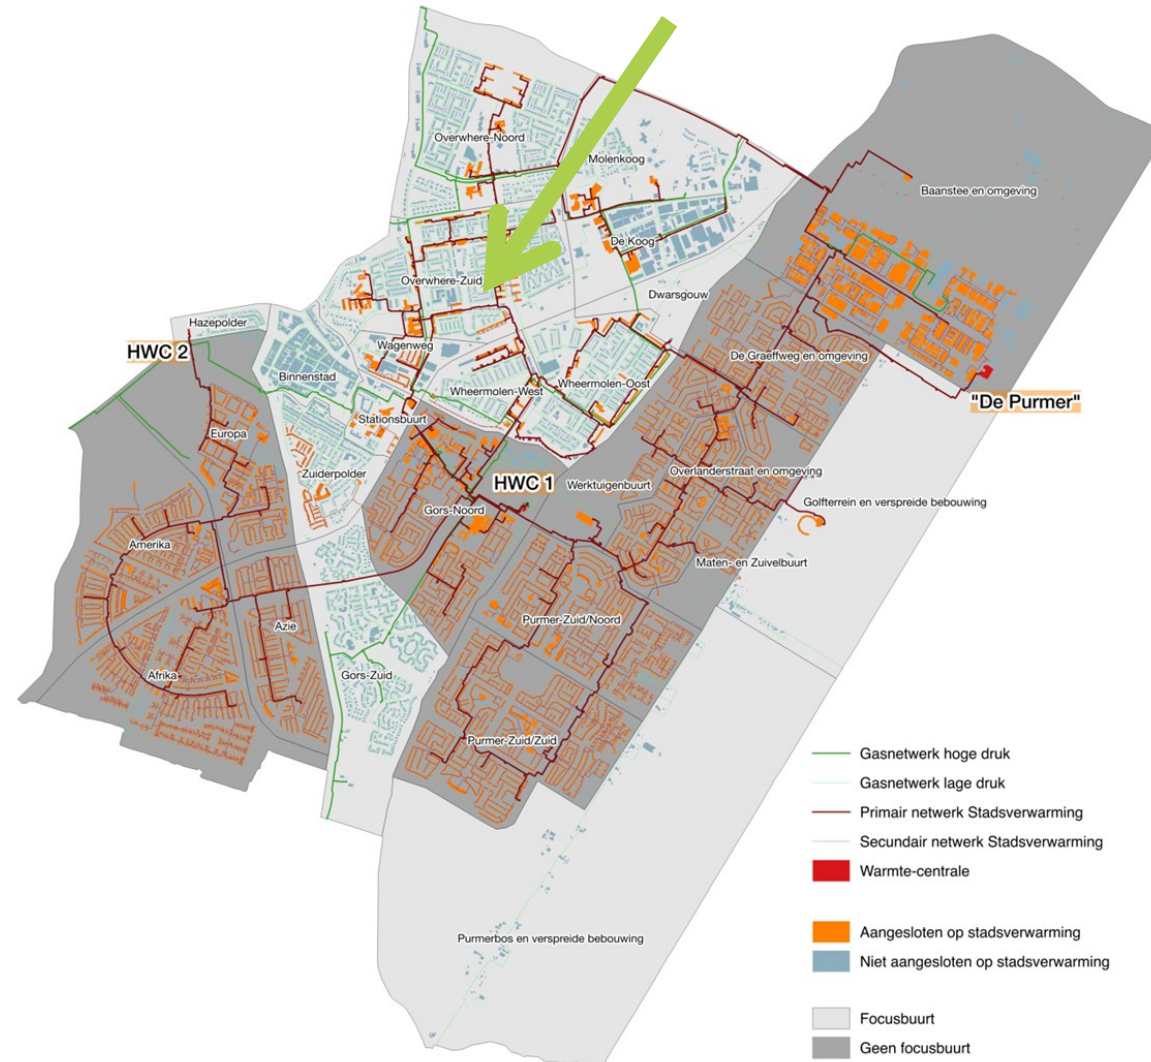 Overwhere-Noord
Molenkoog
Baanstee en omgeving
De Koog
Overwhere-Zuid
Dwarsgouw
Hazepolder
HWC 2
Wagenweg
De Graeffweg en omgeving
Binnenstad
Wheermolen-West
Wheermolen-Oost
"De Purmer"
Stationsbuurt
Europa
Zuiderpolder
Overlanderstraat en omgeving
HWC 1
Werktuigenbuurt
Golfterrein en verspreide bebouwing
Gors-Noord
Amerika
Maten- en Zuivelbuurt
Purmer-Zuid/Noord
Azie
Afrika
Gors-Zuid
Purmer-Zuid/Zuid
Purmerbos en verspreide bebouwing
Gasnetwerk hoge druk
Gasnetwerk lage druk
Primair netwerk Stadsverwarming
Secundair netwerk Stadsverwarming
Warmte-centrale
Aangesloten op stadsverwarming
Niet aangesloten op stadsverwarming
Focusbuurt
Geen focusbuurt